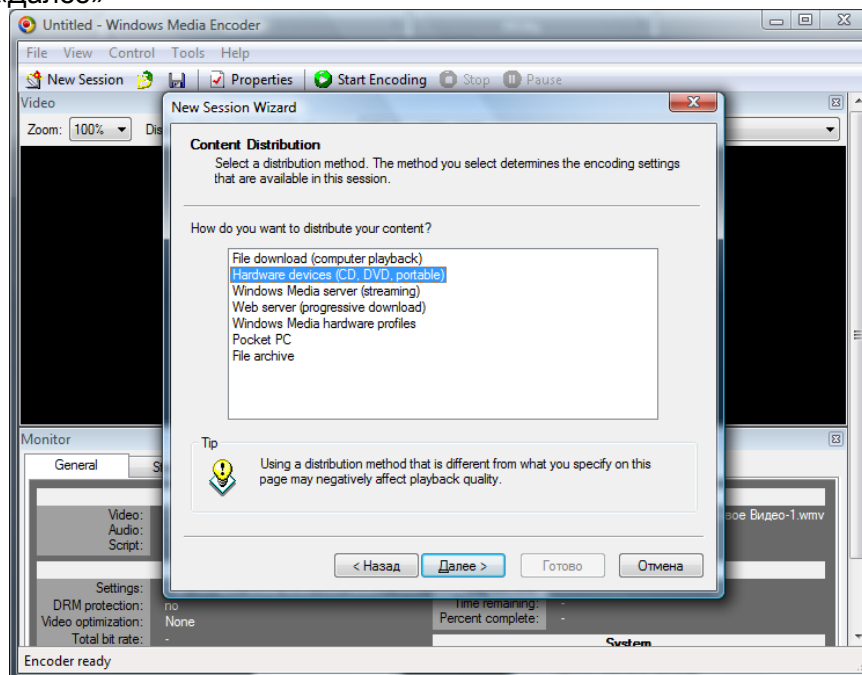 «далее»
Untitled - Windows Media Encoder
File View Control Tools Help
New Session Properties Start Encoding Stop Pause
Video
Zoom: 100%
New Session Wizard
Content Distribution
Select a distribution method. The method you select determines the encoding settings
that are available in this session.
How do you want to distribute your content?
File download (computer playback)
Hardware devices (CD, DVD, portable)
Windows Media server (streaming)
Web server (progressive download)
Windows Media hardware profiles
Pocket PC
File archive
Tip
Using a distribution method that is different from what you specify on this
page may negatively affect playback quality.
< Назад Далее > Готово Отмена
Monitor
General
Video: вое Видео-1.wmv
Audio:
Script:
Settings:
DRM protection: no Time remaining: -
Video optimization: None Percent complete: -
Total bit rate: - System
Encoder ready